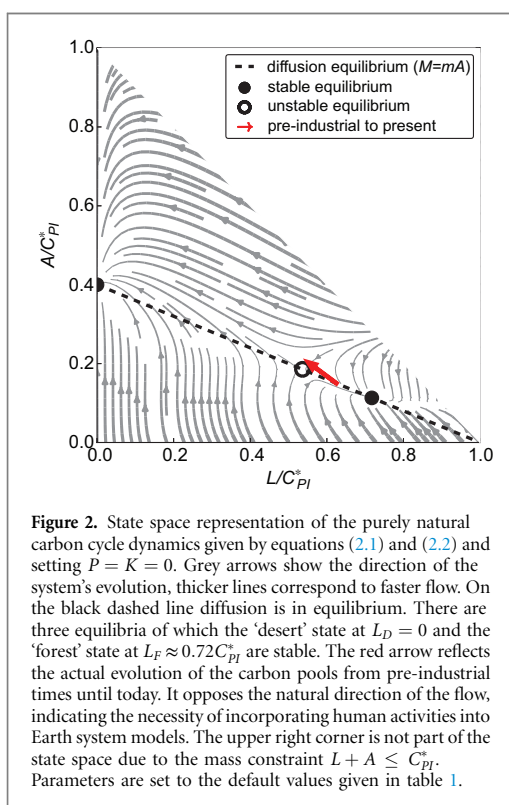 1.0
0.8
0.6
0.4
0.2
0.0
A/C*PI
diffusion equilibrium (M=mA)
stable equilibrium
unstable equilibrium
pre-industrial to present
0.0 0.2 0.4 0.6 0.8 1.0
L/C*PI
Figure 2. State space representation of the purely natural
carbon cycle dynamics given by equations (2.1) and (2.2) and
setting P = K = 0. Grey arrows show the direction of the
system's evolution, thicker lines correspond to faster flow. On
the black dashed line diffusion is in equilibrium. There are
three equilibria of which the 'desert' state at L_D = 0 and the
'forest' state at L_F ≈ 0.72C*PI are stable. The red arrow reflects
the actual evolution of the carbon pools from pre-industrial
times until today. It opposes the natural direction of the flow,
indicating the necessity of incorporating human activities into
Earth system models. The upper right corner is not part of the
state space due to the mass constraint L + A ≤ C*PI.
Parameters are set to the default values given in table 1.